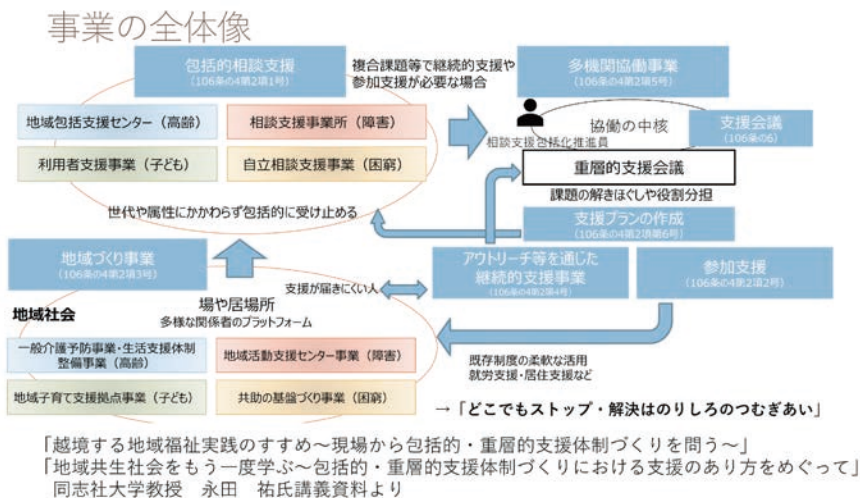 事業の全体像
包括的相談支援
(106条の4第2項1号)
複合課題等で継続的支援や
参加支援が必要な場合
多機関協働事業
(106条の4第2項5号)
地域包括支援センター（高齢）
相談支援事業所（障害）
利用者支援事業（子ども）
自立相談支援事業（困窮）
協働の中核
相談支援包括化推進員
支援会議
(106条の6)
重層的支援会議
課題の解きほぐしや役割分担
世代や属性にかかわらず包括的に受け止める
支援プランの作成
(106条の4第2項第6号)
地域づくり事業
(106条の4第2項3号)
アウトリーチ等を通じた
継続的支援事業
(106条の4第2項4号)
参加支援
(106条の4第2項2号)
支援が届きにくい人
地域社会
場や居場所
多様な関係者のプラットフォーム
一般介護予防事業・生活支援体制
整備事業（高齢）
地域活動支援センター事業（障害）
地域子育て支援拠点事業（子ども）
共助の基盤づくり事業（困窮）
既存制度の柔軟な活用
就労支援・居住支援など
→「どこでもストップ・解決はのりしろのつむぎあい」
「越境する地域福祉実践のすすめ～現場から包括的・重層的支援体制づくりを問う～」
「地域共生社会をもう一度学ぶ～包括的・重層的支援体制づくりにおける支援のあり方をめぐって」
同志社大学教授　永田　祐氏講義資料より